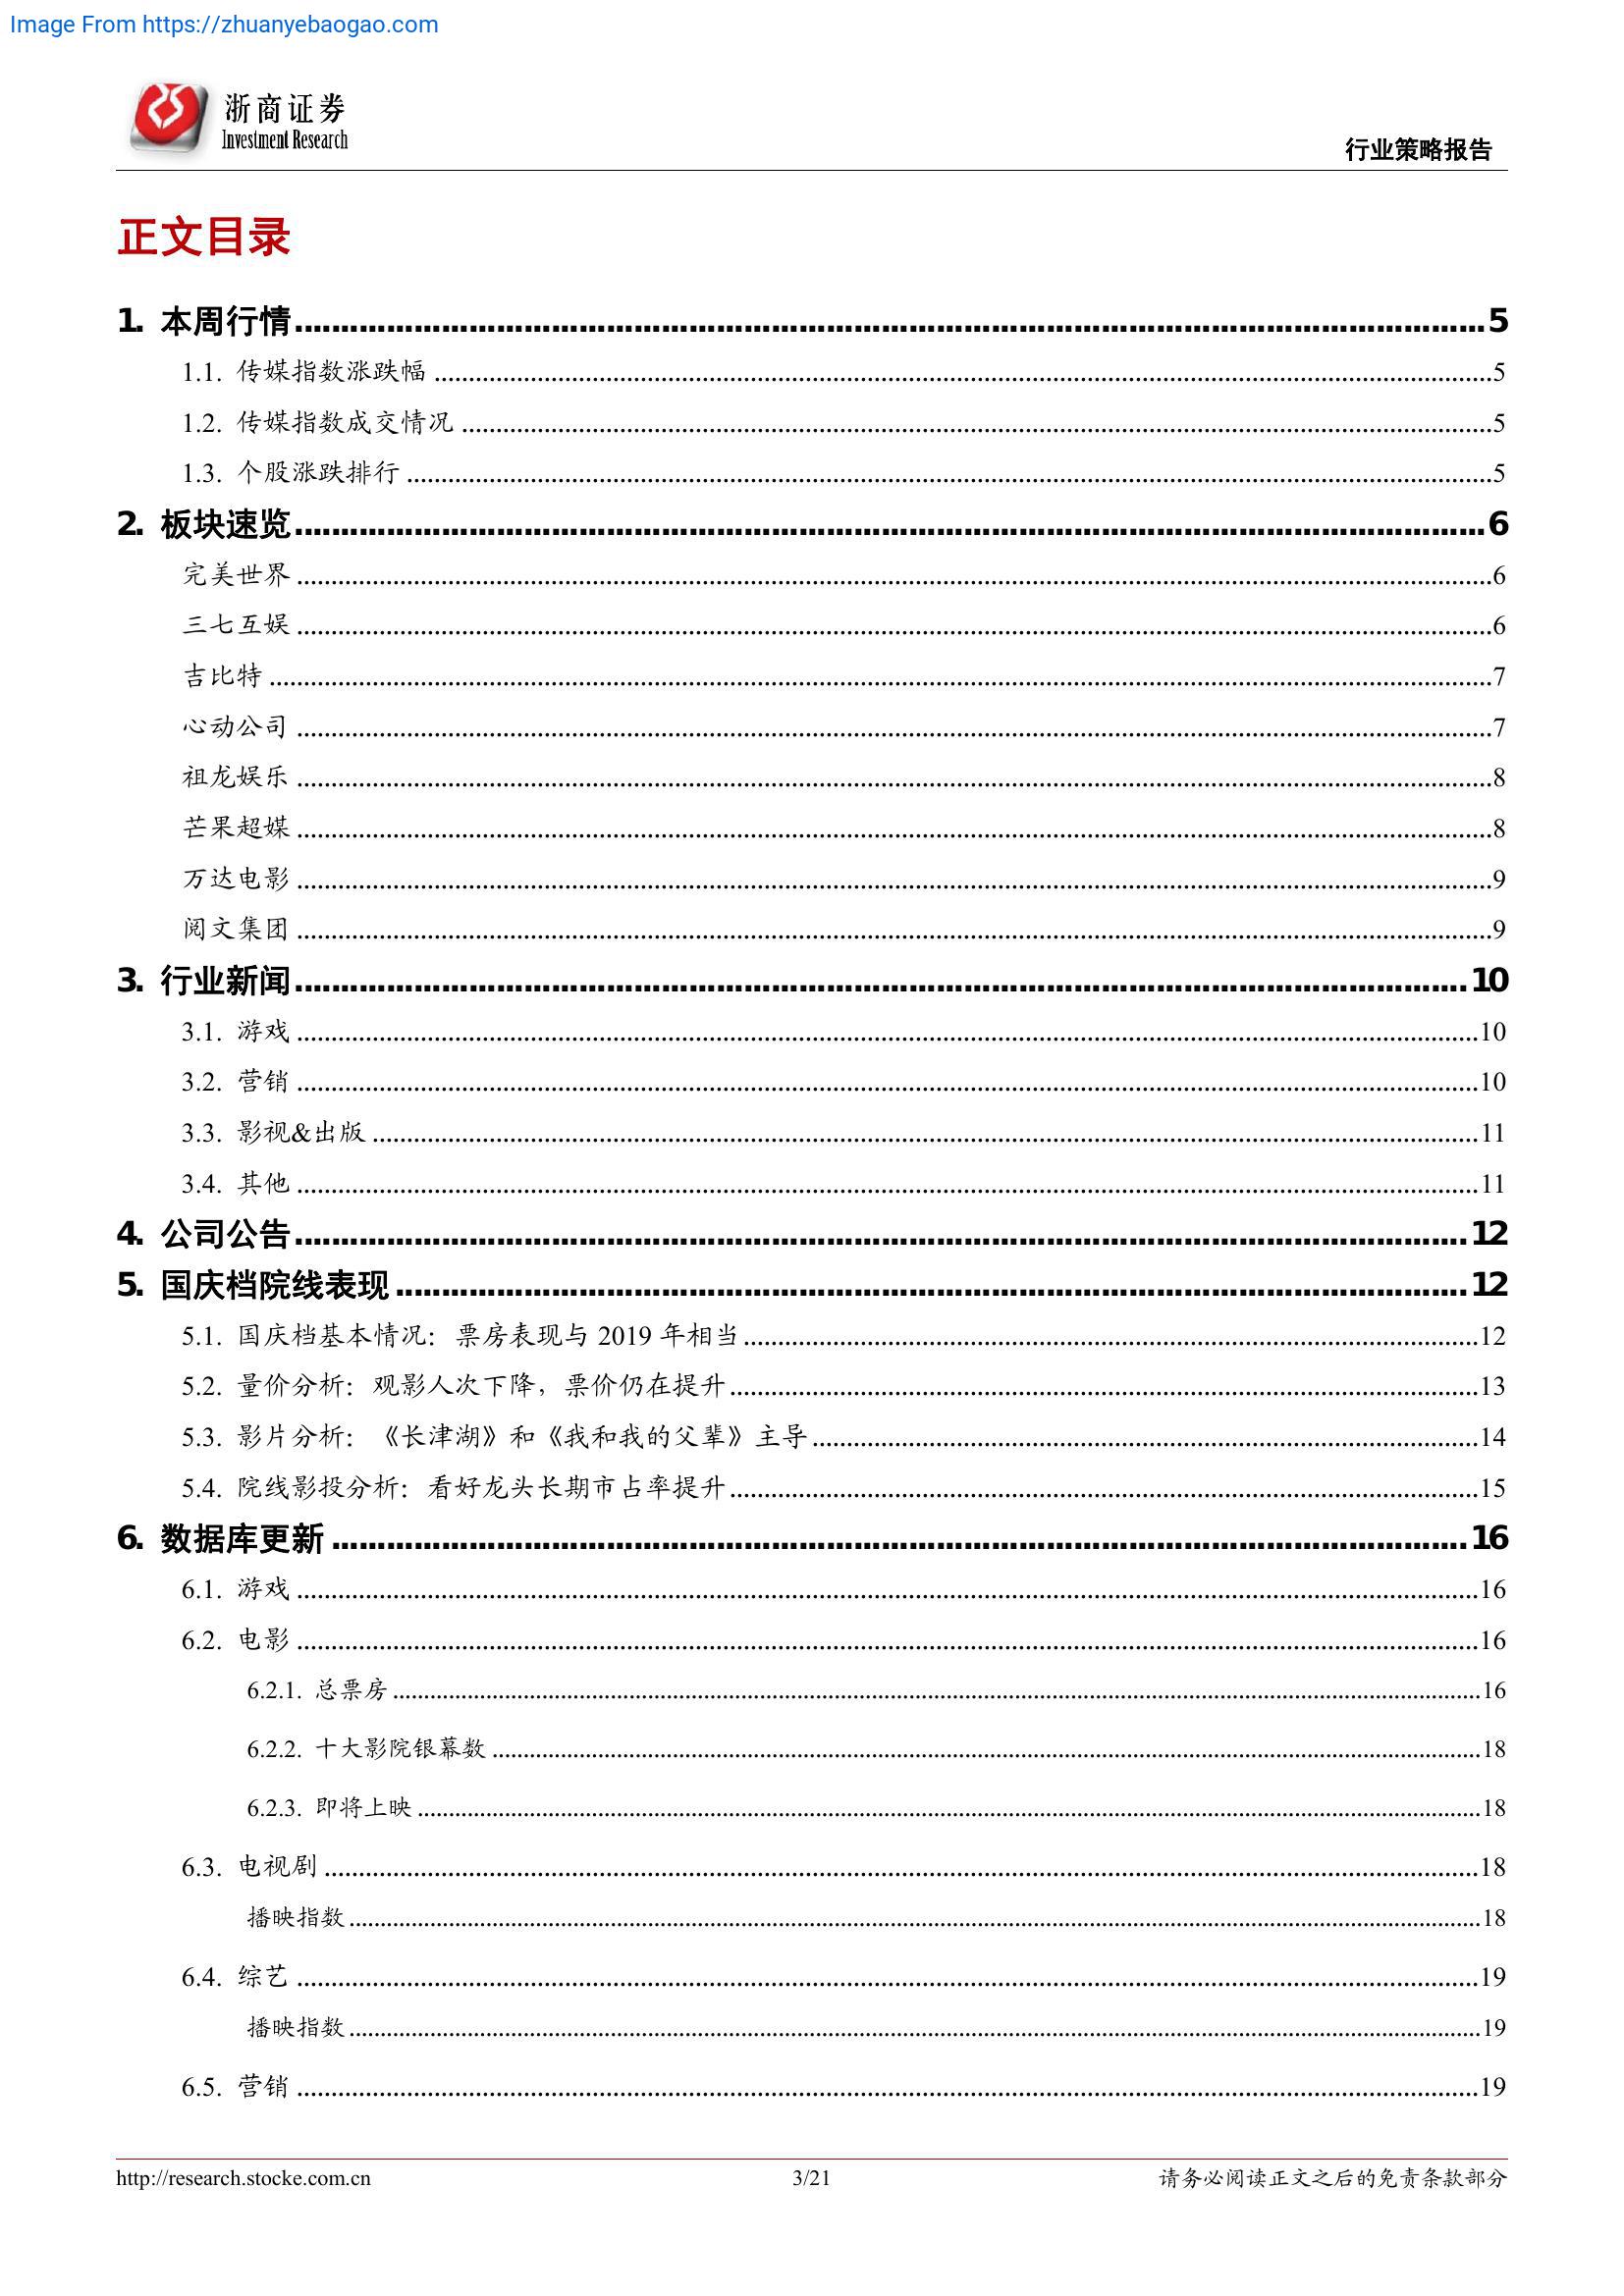 Image From https://zhuanyebaogao.com
浙商证券
Investment Research
行业策略报告
正文目录
1. 本周行情 5
1.1. 传媒指数涨跌幅 5
1.2. 传媒指数成交情况 5
1.3. 个股涨跌排行 5
2. 板块速览 6
完美世界 6
三七互娱 6
吉比特 7
心动公司 7
祖龙娱乐 8
芒果超媒 8
万达电影 9
阅文集团 9
3. 行业新闻 10
3.1. 游戏 10
3.2. 营销 10
3.3. 影视&出版 11
3.4. 其他 11
4. 公司公告 12
5. 国庆档院线表现 12
5.1. 国庆档基本情况：票房表现与 2019 年相当 12
5.2. 量价分析：观影人次下降，票价仍在提升 13
5.3. 影片分析：《长津湖》和《我和我的父辈》主导 14
5.4. 院线影投分析：看好龙头长期市占率提升 15
6. 数据库更新 16
6.1. 游戏 16
6.2. 电影 16
6.2.1. 总票房 16
6.2.2. 十大影院银幕数 18
6.2.3. 即将上映 18
6.3. 电视剧 18
播映指数 18
6.4. 综艺 19
播映指数 19
6.5. 营销 19
http://research.stocke.com.cn 3/21 请务必阅读正文之后的免责条款部分